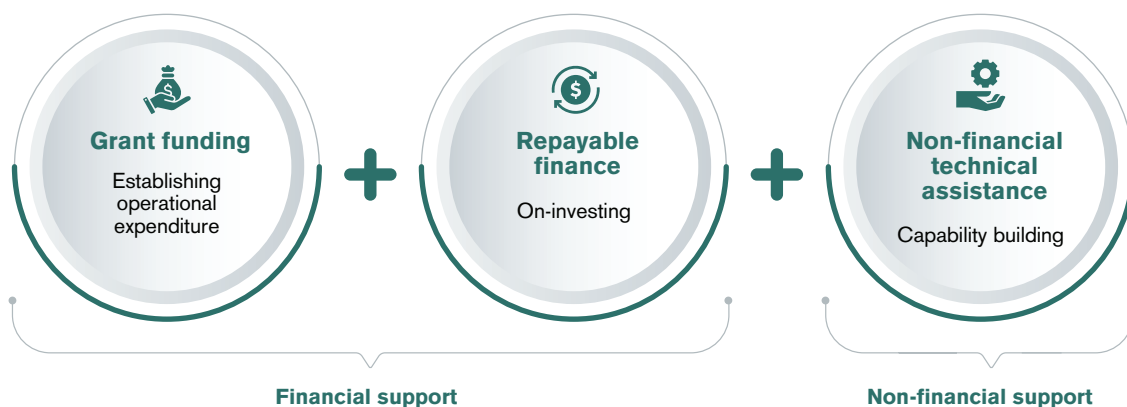 Grant funding
Establishing
operational
expenditure
Repayable
finance
On-investing
Non-financial
technical
assistance
Capability building
Financial support
Non-financial support